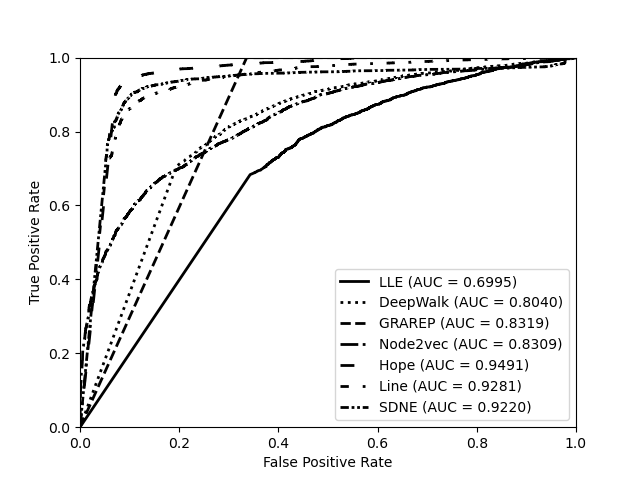 1.0
0.8
0.6
0.4
0.2
0.0
True Positive Rate
LLE (AUC = 0.6995)
DeepWalk (AUC = 0.8040)
GRAREP (AUC = 0.8319)
Node2vec (AUC = 0.8309)
Hope (AUC = 0.9491)
Line (AUC = 0.9281)
SDNE (AUC = 0.9220)
0.0 0.2 0.4 0.6 0.8 1.0
False Positive Rate